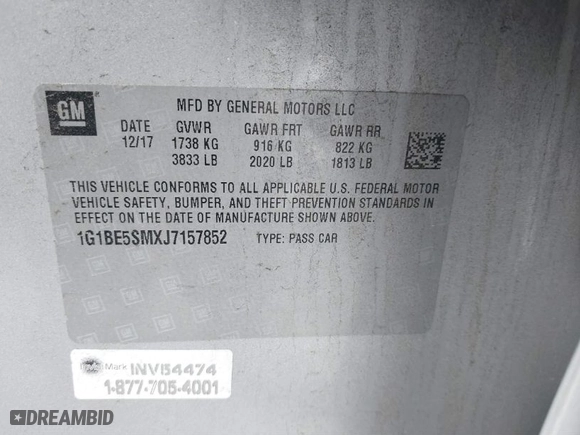 GM
MFD BY GENERAL MOTORS LLC
DATE GVWR GAWR FRT GAWR RR
12/17 1738 KG 916 KG 822 KG
3833 LB 2020 LB 1813 LB
THIS VEHICLE CONFORMS TO ALL APPLICABLE U.S. FEDERAL MOTOR
VEHICLE SAFETY, BUMPER, AND THEFT PREVENTION STANDARDS IN
EFFECT ON THE DATE OF MANUFACTURE SHOWN ABOVE.
1G1BE5SMXJ7157852 TYPE: PASS CAR
Mark INV154474
1-877-705-4001
DREAMBID